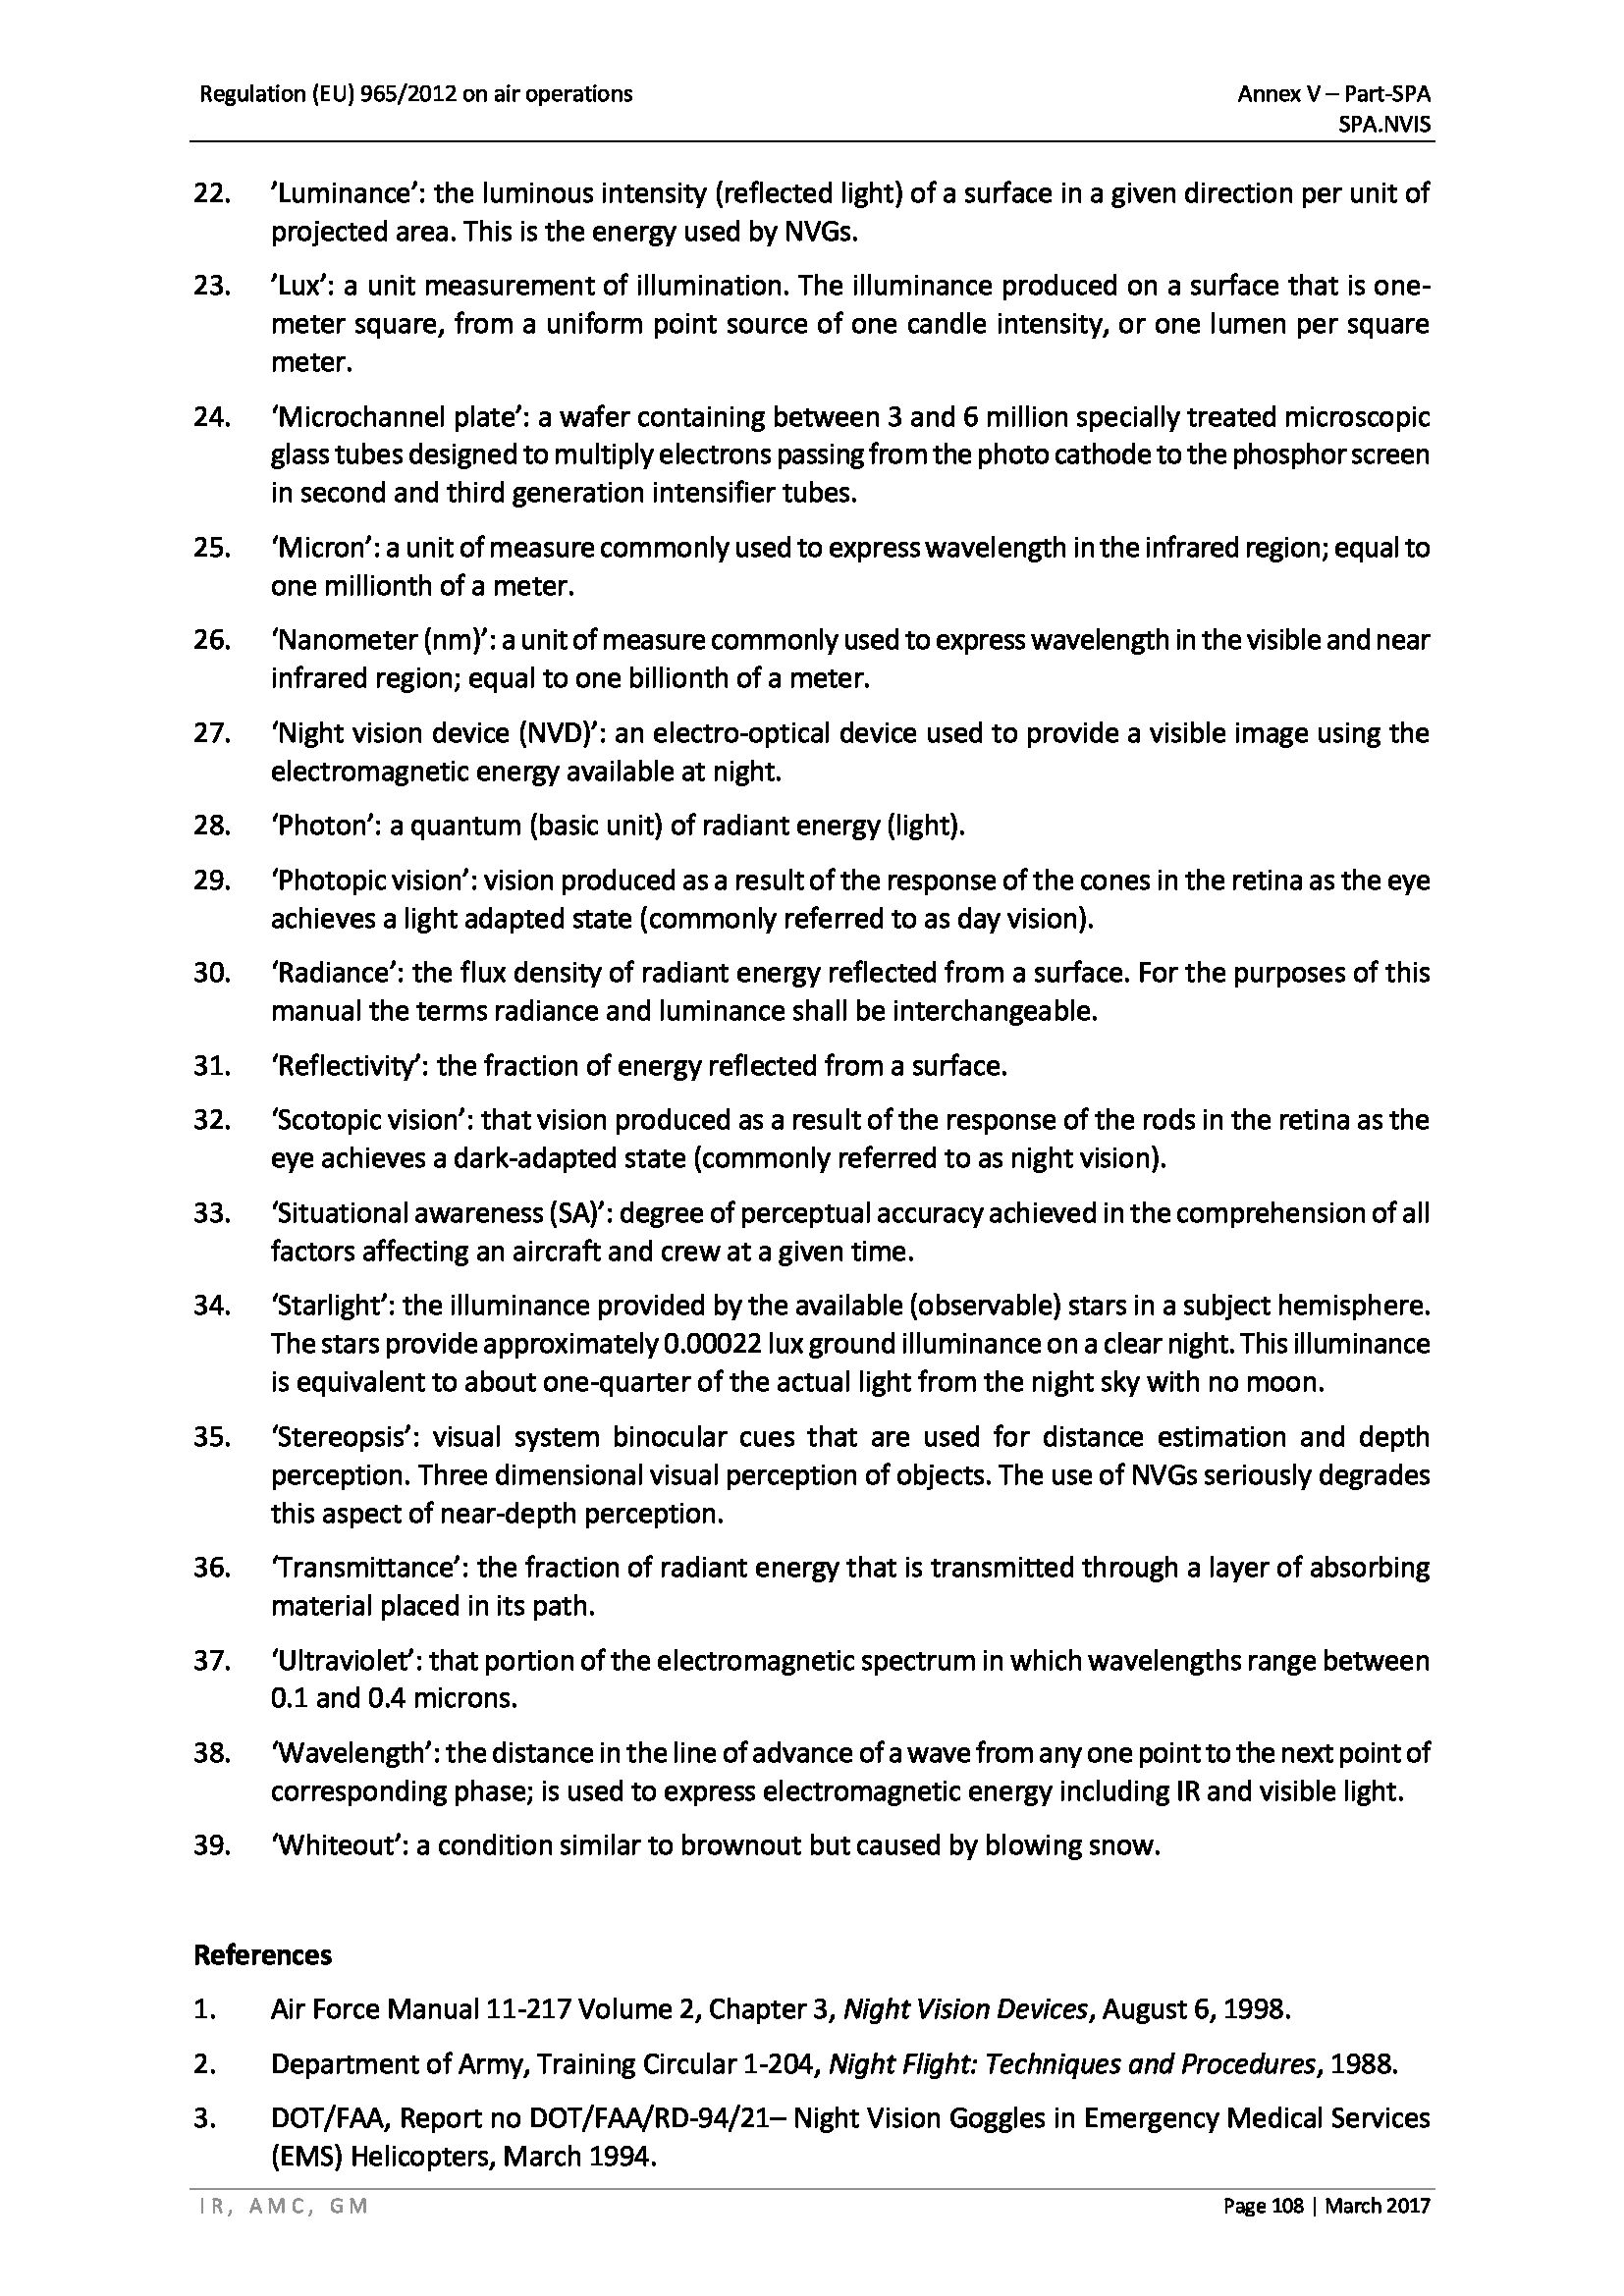 Regulation (EU) 965/2012 on air operations
Annex V – Part-SPA
SPA.NVIS
22. ’Luminance’: the luminous intensity (reflected light) of a surface in a given direction per unit of
projected area. This is the energy used by NVGs.
23. ’Lux’: a unit measurement of illumination. The illuminance produced on a surface that is one-
meter square, from a uniform point source of one candle intensity, or one lumen per square
meter.
24. ‘Microchannel plate’: a wafer containing between 3 and 6 million specially treated microscopic
glass tubes designed to multiply electrons passing from the photo cathode to the phosphor screen
in second and third generation intensifier tubes.
25. ‘Micron’: a unit of measure commonly used to express wavelength in the infrared region; equal to
one millionth of a meter.
26. ‘Nanometer (nm)’: a unit of measure commonly used to express wavelength in the visible and near
infrared region; equal to one billionth of a meter.
27. ‘Night vision device (NVD)’: an electro-optical device used to provide a visible image using the
electromagnetic energy available at night.
28. ‘Photon’: a quantum (basic unit) of radiant energy (light).
29. ‘Photopic vision’: vision produced as a result of the response of the cones in the retina as the eye
achieves a light adapted state (commonly referred to as day vision).
30. ‘Radiance’: the flux density of radiant energy reflected from a surface. For the purposes of this
manual the terms radiance and luminance shall be interchangeable.
31. ‘Reflectivity’: the fraction of energy reflected from a surface.
32. ‘Scotopic vision’: that vision produced as a result of the response of the rods in the retina as the
eye achieves a dark-adapted state (commonly referred to as night vision).
33. ‘Situational awareness (SA)’: degree of perceptual accuracy achieved in the comprehension of all
factors affecting an aircraft and crew at a given time.
34. ‘Starlight’: the illuminance provided by the available (observable) stars in a subject hemisphere.
The stars provide approximately 0.00022 lux ground illuminance on a clear night. This illuminance
is equivalent to about one-quarter of the actual light from the night sky with no moon.
35. ‘Stereopsis’: visual system binocular cues that are used for distance estimation and depth
perception. Three dimensional visual perception of objects. The use of NVGs seriously degrades
this aspect of near-depth perception.
36. ‘Transmittance’: the fraction of radiant energy that is transmitted through a layer of absorbing
material placed in its path.
37. ‘Ultraviolet’: that portion of the electromagnetic spectrum in which wavelengths range between
0.1 and 0.4 microns.
38. ‘Wavelength’: the distance in the line of advance of a wave from any one point to the next point of
corresponding phase; is used to express electromagnetic energy including IR and visible light.
39. ‘Whiteout’: a condition similar to brownout but caused by blowing snow.
References
1. Air Force Manual 11-217 Volume 2, Chapter 3, Night Vision Devices, August 6, 1998.
2. Department of Army, Training Circular 1-204, Night Flight: Techniques and Procedures, 1988.
3. DOT/FAA, Report no DOT/FAA/RD-94/21– Night Vision Goggles in Emergency Medical Services
(EMS) Helicopters, March 1994.
IR, AMC, GM
Page 108 | March 2017